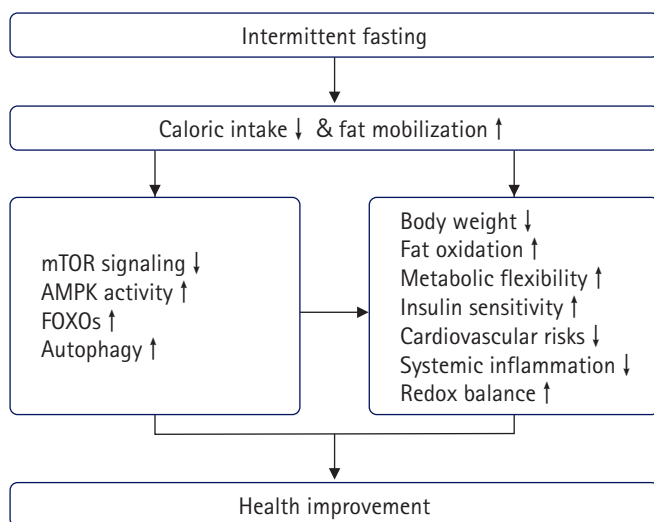 Intermittent fasting
Caloric intake ↓ & fat mobilization ↑
mTOR signaling ↓
AMPK activity ↑
FOXOs ↑
Autophagy ↑
Body weight ↓
Fat oxidation ↑
Metabolic flexibility ↑
Insulin sensitivity ↑
Cardiovascular risks ↓
Systemic inflammation ↓
Redox balance ↑
Health improvement